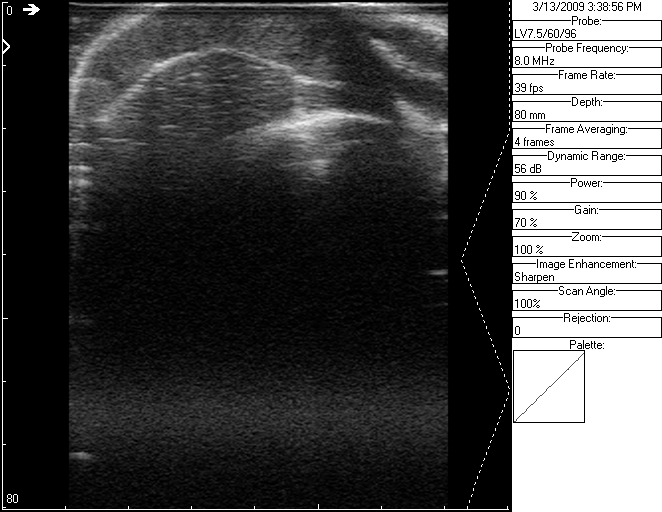 0
80
3/13/2009 3:38:56 PM
Probe:
LV7.5/60/96
Probe Frequency:
8.0 MHz
Frame Rate:
39 fps
Depth:
80 mm
Frame Averaging:
4 frames
Dynamic Range:
56 dB
Power:
90 %
Gain:
70 %
Zoom:
100 %
Image Enhancement:
Sharpen
Scan Angle:
100%
Rejection:
0
Palette: